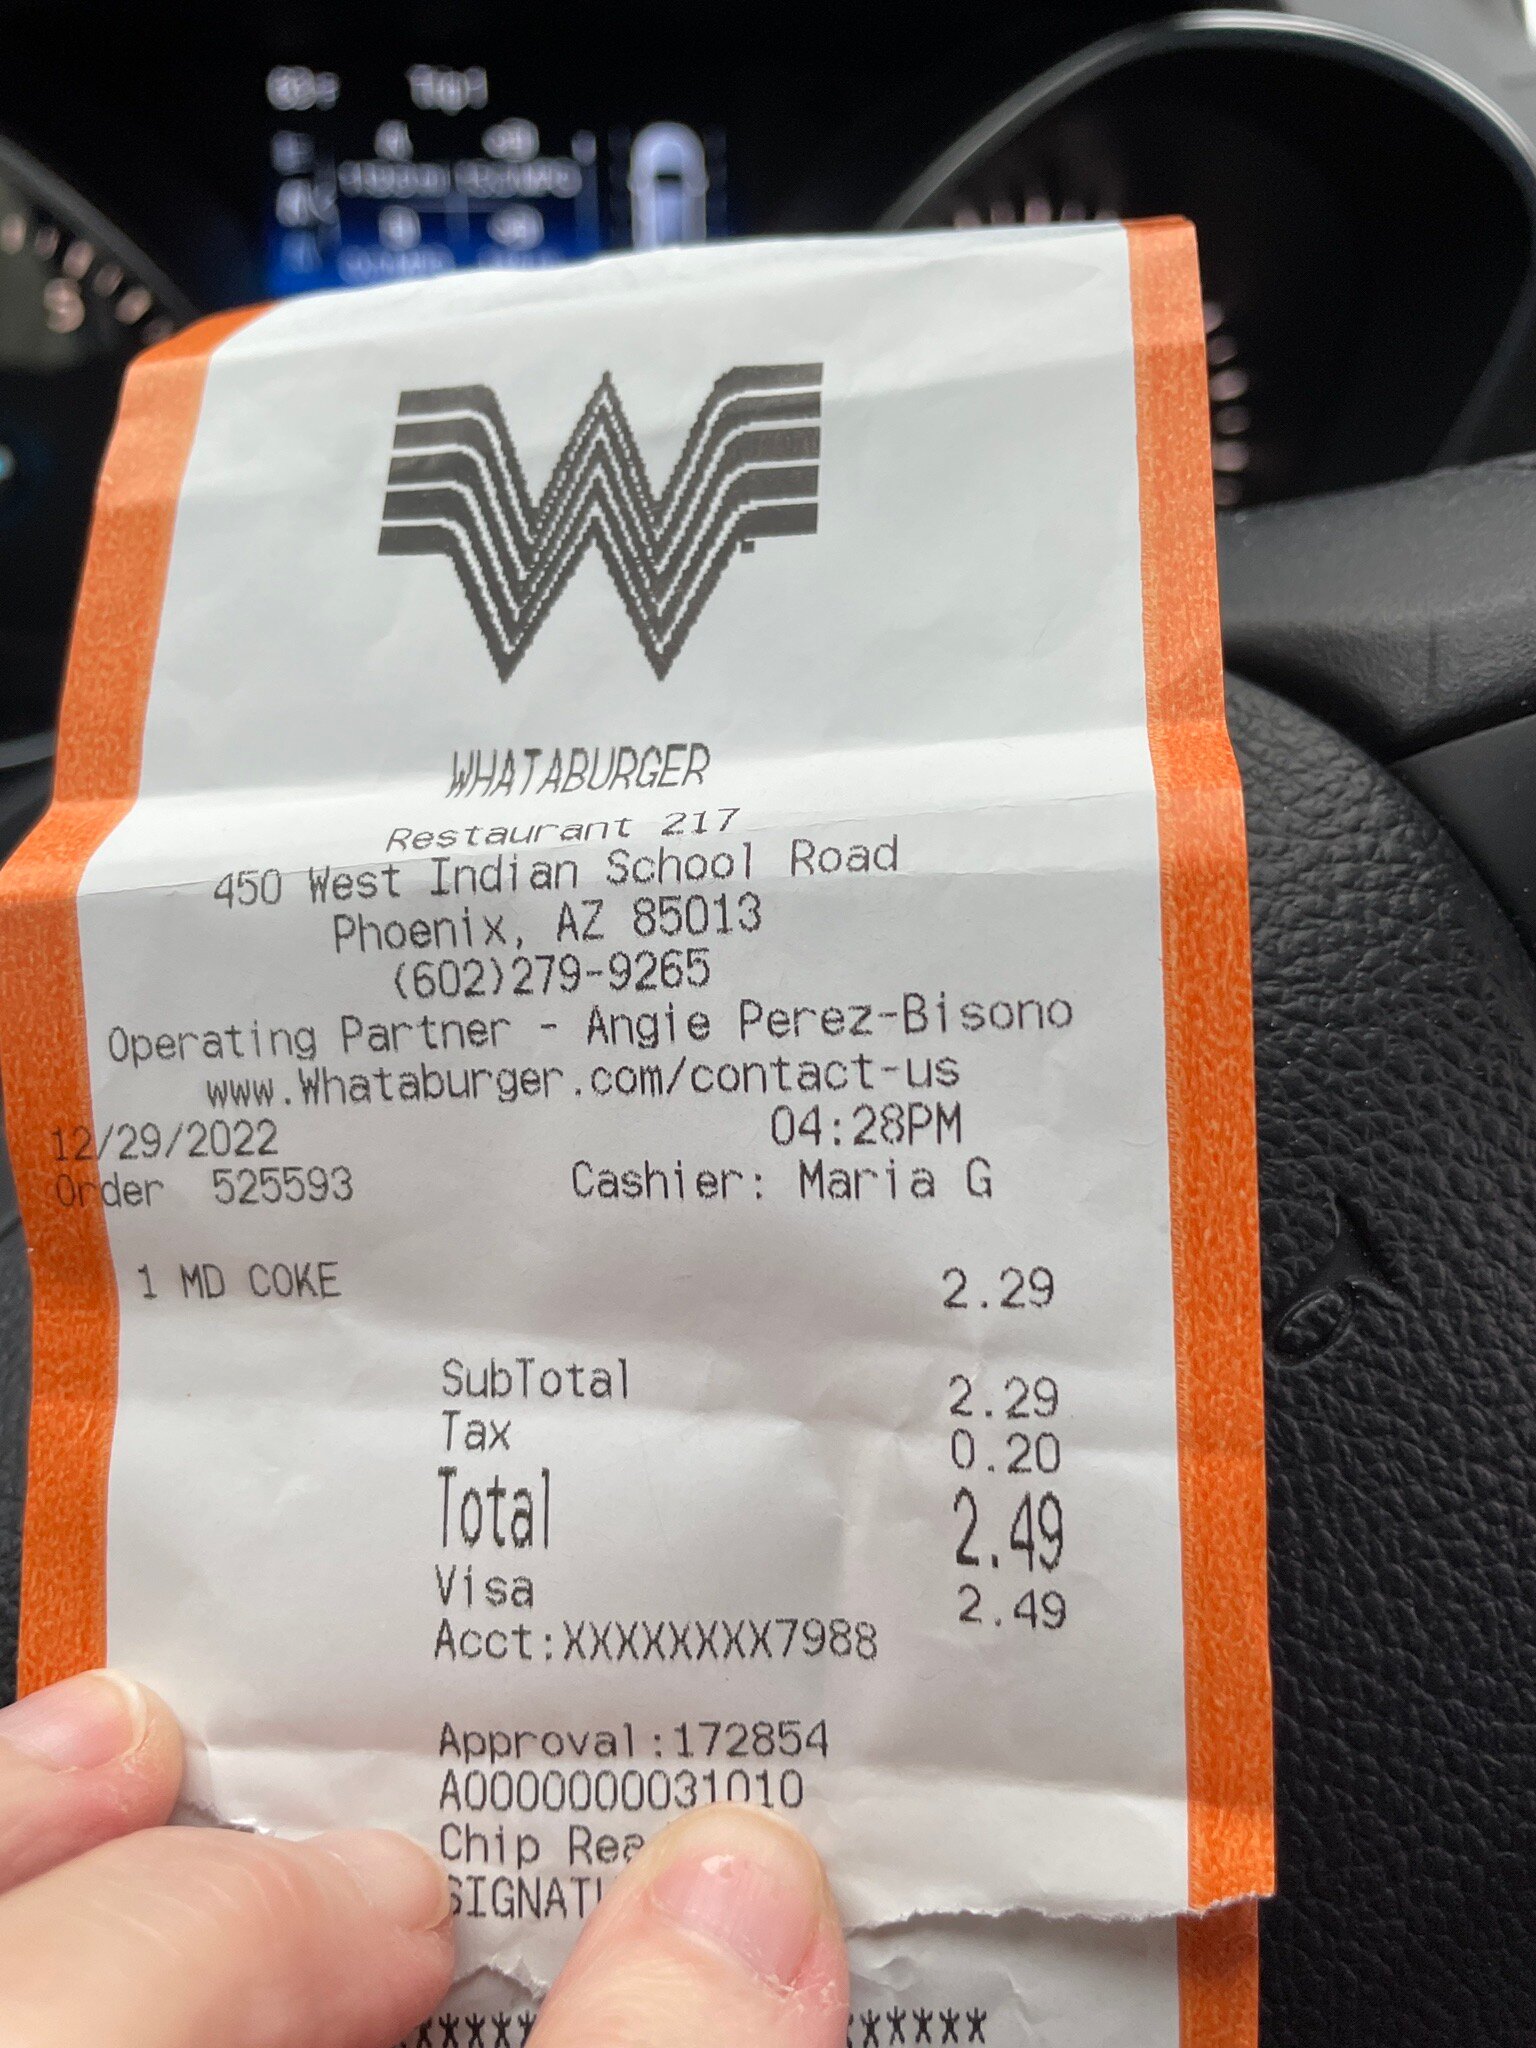 WHATABURGER
Restaurant 217
450 West Indian School Road
Phoenix, AZ 85013
(602)279-9265
Operating Partner - Angie Perez-Bisono
www.Whataburger.com/contact-us
12/29/2022 04:28PM
Order 525593 Cashier: Maria G
1 MD COKE 2.29
SubTotal 2.29
Tax 0.20
Total 2.49
Visa 2.49
Acct:XXXXXXXX7988
Approval:172854
A0000000031010
Chip